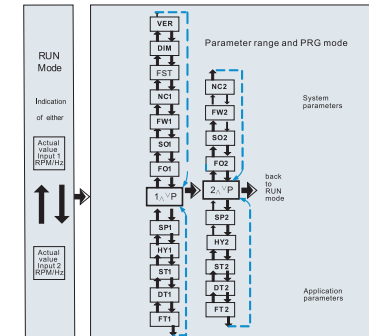 RUN
Mode
Indication
of either
Actual
value
Input 1
RPM/Hz
Actual
value
Input 2
RPM/Hz
Parameter range and PRG mode
VER
DIM
FST
NC1
FW1
SO1
FO1
1∧∨P
SP1
HY1
ST1
DT1
FT1
NC2
FW2
SO2
FO2
2∧∨P
SP2
HY2
ST2
DT2
FT2
System
parameters
back
to
RUN
mode
Application
parameters